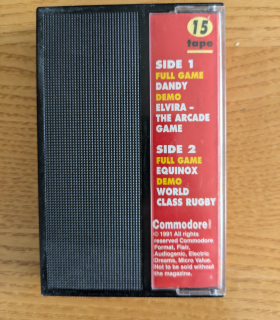 15
tape
SIDE 1
FULL GAME
DANDY
DEMO
ELVIRA –
THE ARCADE
GAME
SIDE 2
FULL GAME
EQUINOX
DEMO
WORLD
CLASS RUGBY
Commodore!
© 1991 All rights
reserved Commodore
Format, Flair,
Audiogenic, Electric
Dreams, Micro Value.
Not to be sold without
the magazine.